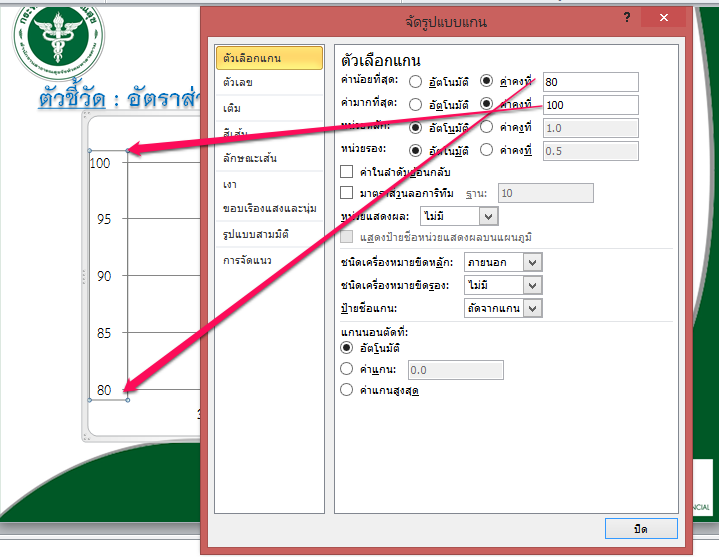 จัดรูปแบบแกน
?
ตัวชี้วัด : อัตราส่
100
95
90
85
80
ตัวเลือกแกน
ตัวเลข
เติม
สีเส้น
ลักษณะเส้น
เงา
ขอบเรืองแสงและนุ่ม
รูปแบบสามมิติ
การจัดแนว
ตัวเลือกแกน
ค่าน้อยที่สุด: อัตโนมัติ ค่าคงที่ 80
ค่ามากที่สุด: อัตโนมัติ ค่าคงที่ 100
หน่วยหลัก: อัตโนมัติ ค่าคงที่ 1.0
หน่วยรอง: อัตโนมัติ ค่าคงที่ 0.5
ค่าในลำดับย้อนกลับ
มาตราส่วนลอการิทึม ฐาน: 10
หน่วยแสดงผล: ไม่มี
แสดงป้ายชื่อหน่วยแสดงผลบนแผนภูมิ
ชนิดเครื่องหมายขีดหลัก: ภายนอก
ชนิดเครื่องหมายขีดรอง: ไม่มี
ป้ายชื่อแกน: ถัดจากแกน
แกนนอนตัดที่:
อัตโนมัติ
ค่าแกน: 0.0
ค่าแกนสูงสุด
ปิด